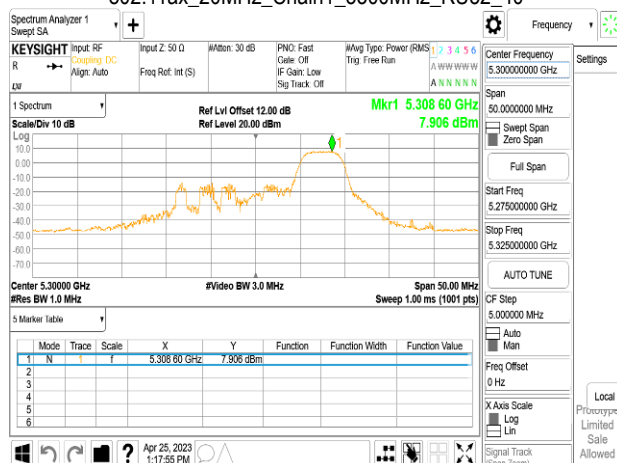 Spectrum Analyzer 1
Swept SA
Frequency
KEYSIGHT
Input: RF
Coupling: DC
Align: Auto
Input Z: 50 Ω
Freq Ref: Int (S)
#Atten: 30 dB
PNO: Fast
Gate: Off
IF Gain: Low
Sig Track: Off
#Avg Type: Power (RMS
Trig: Free Run
1 2 3 4 5 6
A W W W W W
A N N N N N
R
LXI
1 Spectrum
Scale/Div 10 dB
Log
Ref Lvl Offset 12.00 dB
Ref Level 20.00 dBm
Mkr1 5.308 60 GHz
7.906 dBm
1
10.0
0.00
-10.0
-20.0
-30.0
-40.0
-50.0
-60.0
-70.0
Center 5.30000 GHz
#Res BW 1.0 MHz
#Video BW 3.0 MHz
Span 50.00 MHz
Sweep 1.00 ms (1001 pts)
5 Marker Table
Mode Trace Scale X Y Function Function Width Function Value
1 N 1 f 5.308 60 GHz 7.906 dBm
2
3
4
5
6
Apr 25, 2023
1:17:55 PM
Center Frequency
5.300000000 GHz
Span
50.0000000 MHz
Swept Span
Zero Span
Full Span
Start Freq
5.275000000 GHz
Stop Freq
5.325000000 GHz
AUTO TUNE
CF Step
5.000000 MHz
Auto
Man
Freq Offset
0 Hz
X Axis Scale
Log
Lin
Signal Track
Settings
Local
Prototype
Limited
Sale
Allowed